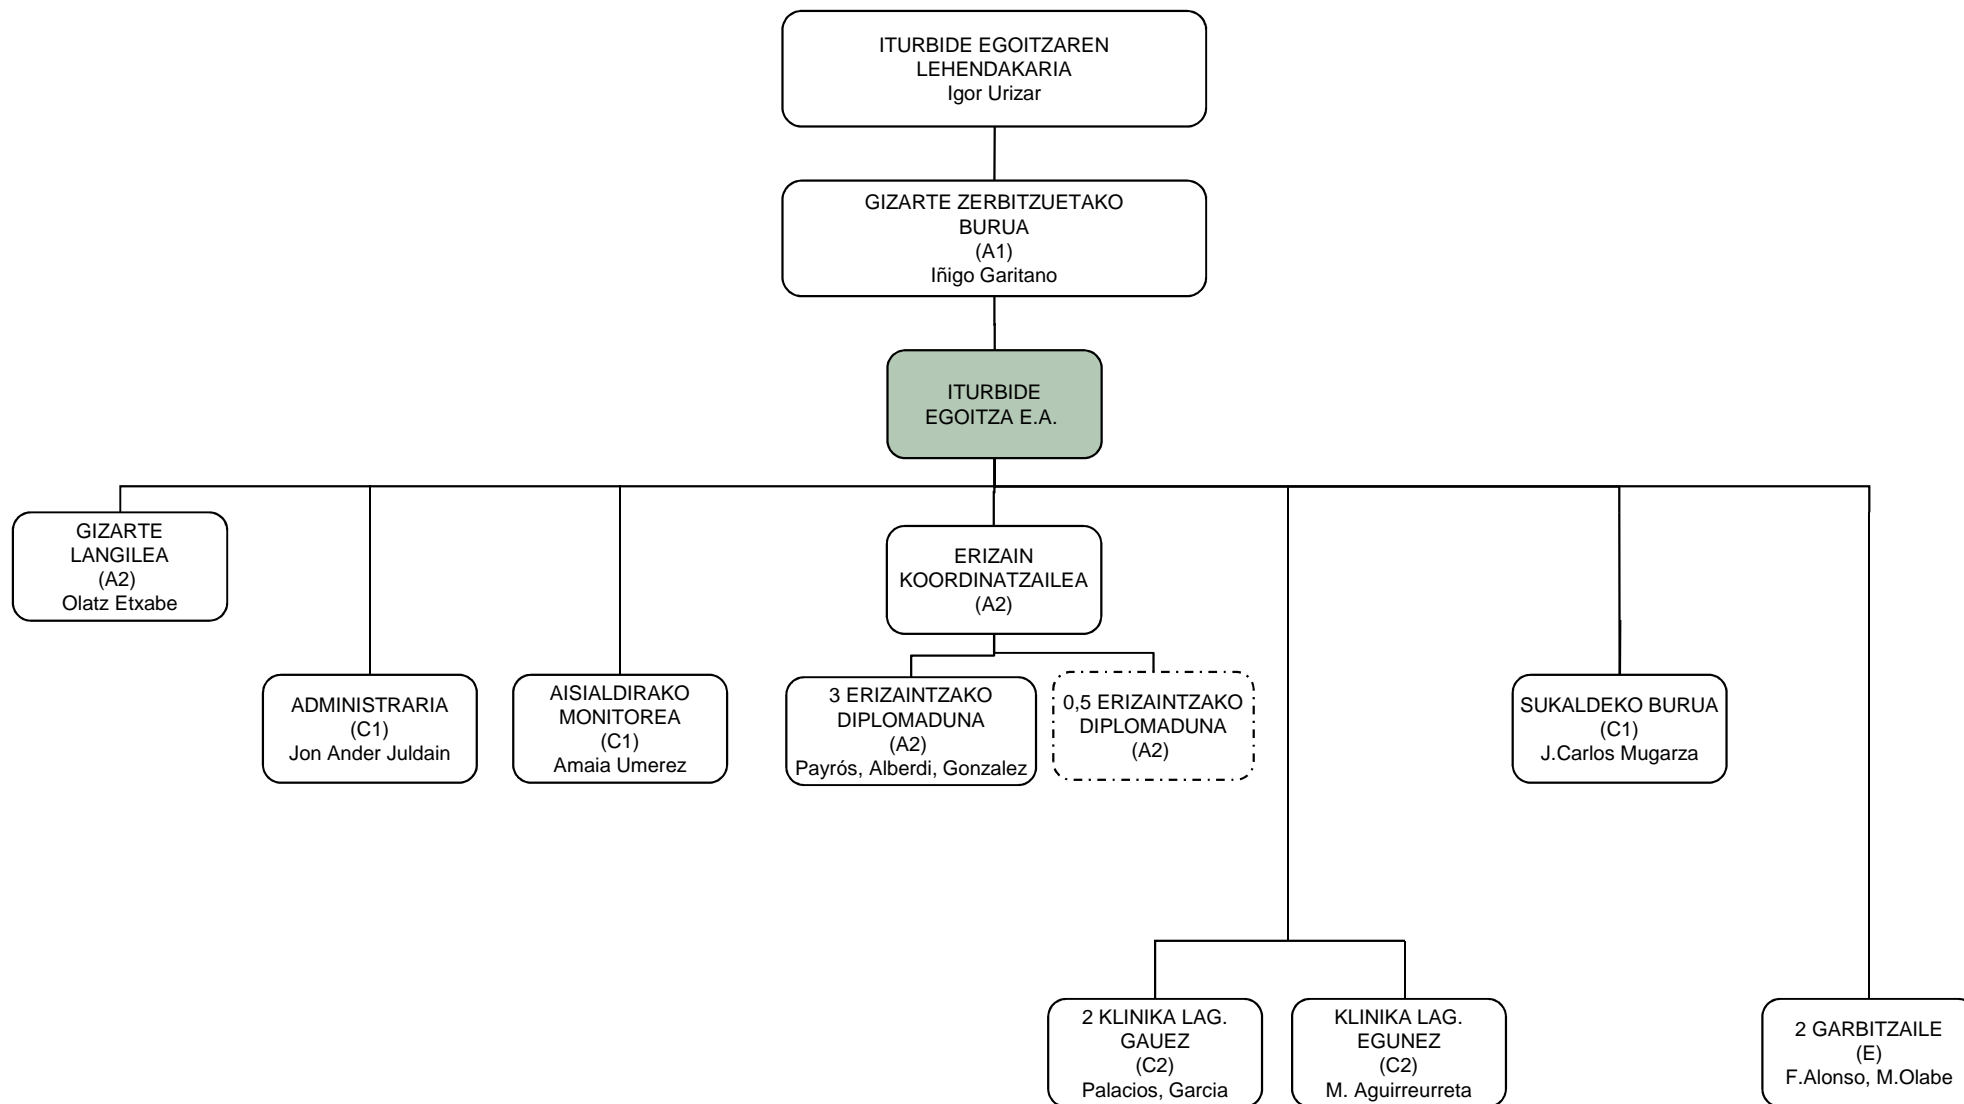 ITURBIDE EGOITZAREN
LEHENDAKARIA
Igor Urizar
GIZARTE ZERBITZUETAKO
BURUA
(A1)
Iñigo Garitano
ITURBIDE
EGOITZA E.A.
GIZARTE
LANGILEA
(A2)
Olatz Etxabe
ERIZAIN
KOORDINATZAILEA
(A2)
ADMINISTRARIA
(C1)
Jon Ander Juldain
AISIALDIRAKO
MONITOREA
(C1)
Amaia Umerez
3 ERIZAINTZAKO
DIPLOMADUNA
(A2)
Payrós, Alberdi, Gonzalez
0,5 ERIZAINTZAKO
DIPLOMADUNA
(A2)
SUKALDEKO BURUA
(C1)
J.Carlos Mugarza
2 KLINIKA LAG.
GAUEZ
(C2)
Palacios, Garcia
KLINIKA LAG.
EGUNEZ
(C2)
M. Aguirreurreta
2 GARBITZAILE
(E)
F.Alonso, M.Olabe